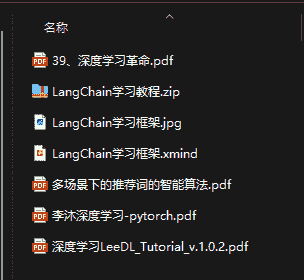 名称
39、深度学习革命.pdf
LangChain学习教程.zip
LangChain学习框架.jpg
LangChain学习框架.xmind
多场景下的推荐词的智能算法.pdf
李沐深度学习-pytorch.pdf
深度学习LeeDL_Tutorial_v.1.0.2.pdf